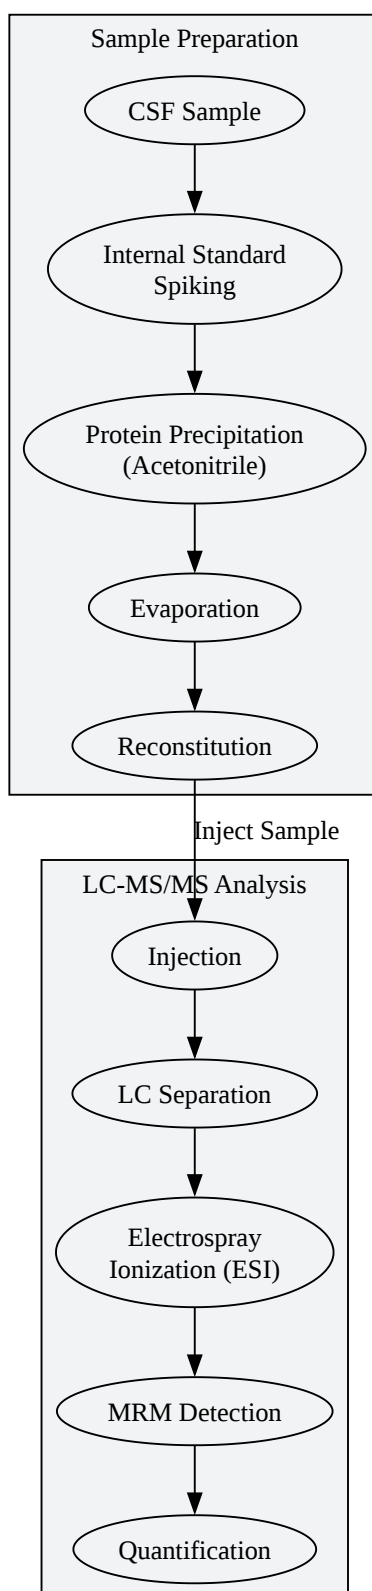 Sample Preparation
CSF Sample
Internal Standard
Spiking
Protein Precipitation
(Acetonitrile)
Evaporation
Reconstitution
Inject Sample
LC-MS/MS Analysis
Injection
LC Separation
Electrospray
Ionization (ESI)
MRM Detection
Quantification